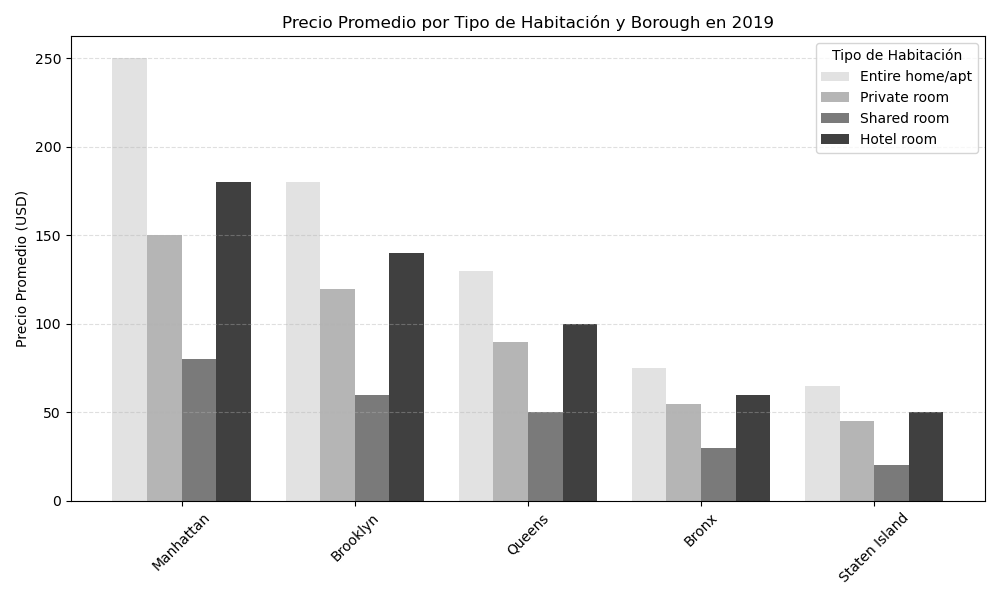 Precio Promedio por Tipo de Habitación y Borough en 2019
Tipo de Habitación
Entire home/apt
Private room
Shared room
Hotel room
Precio Promedio (USD)
250
200
150
100
50
0
Manhattan
Brooklyn
Queens
Bronx
Staten Island